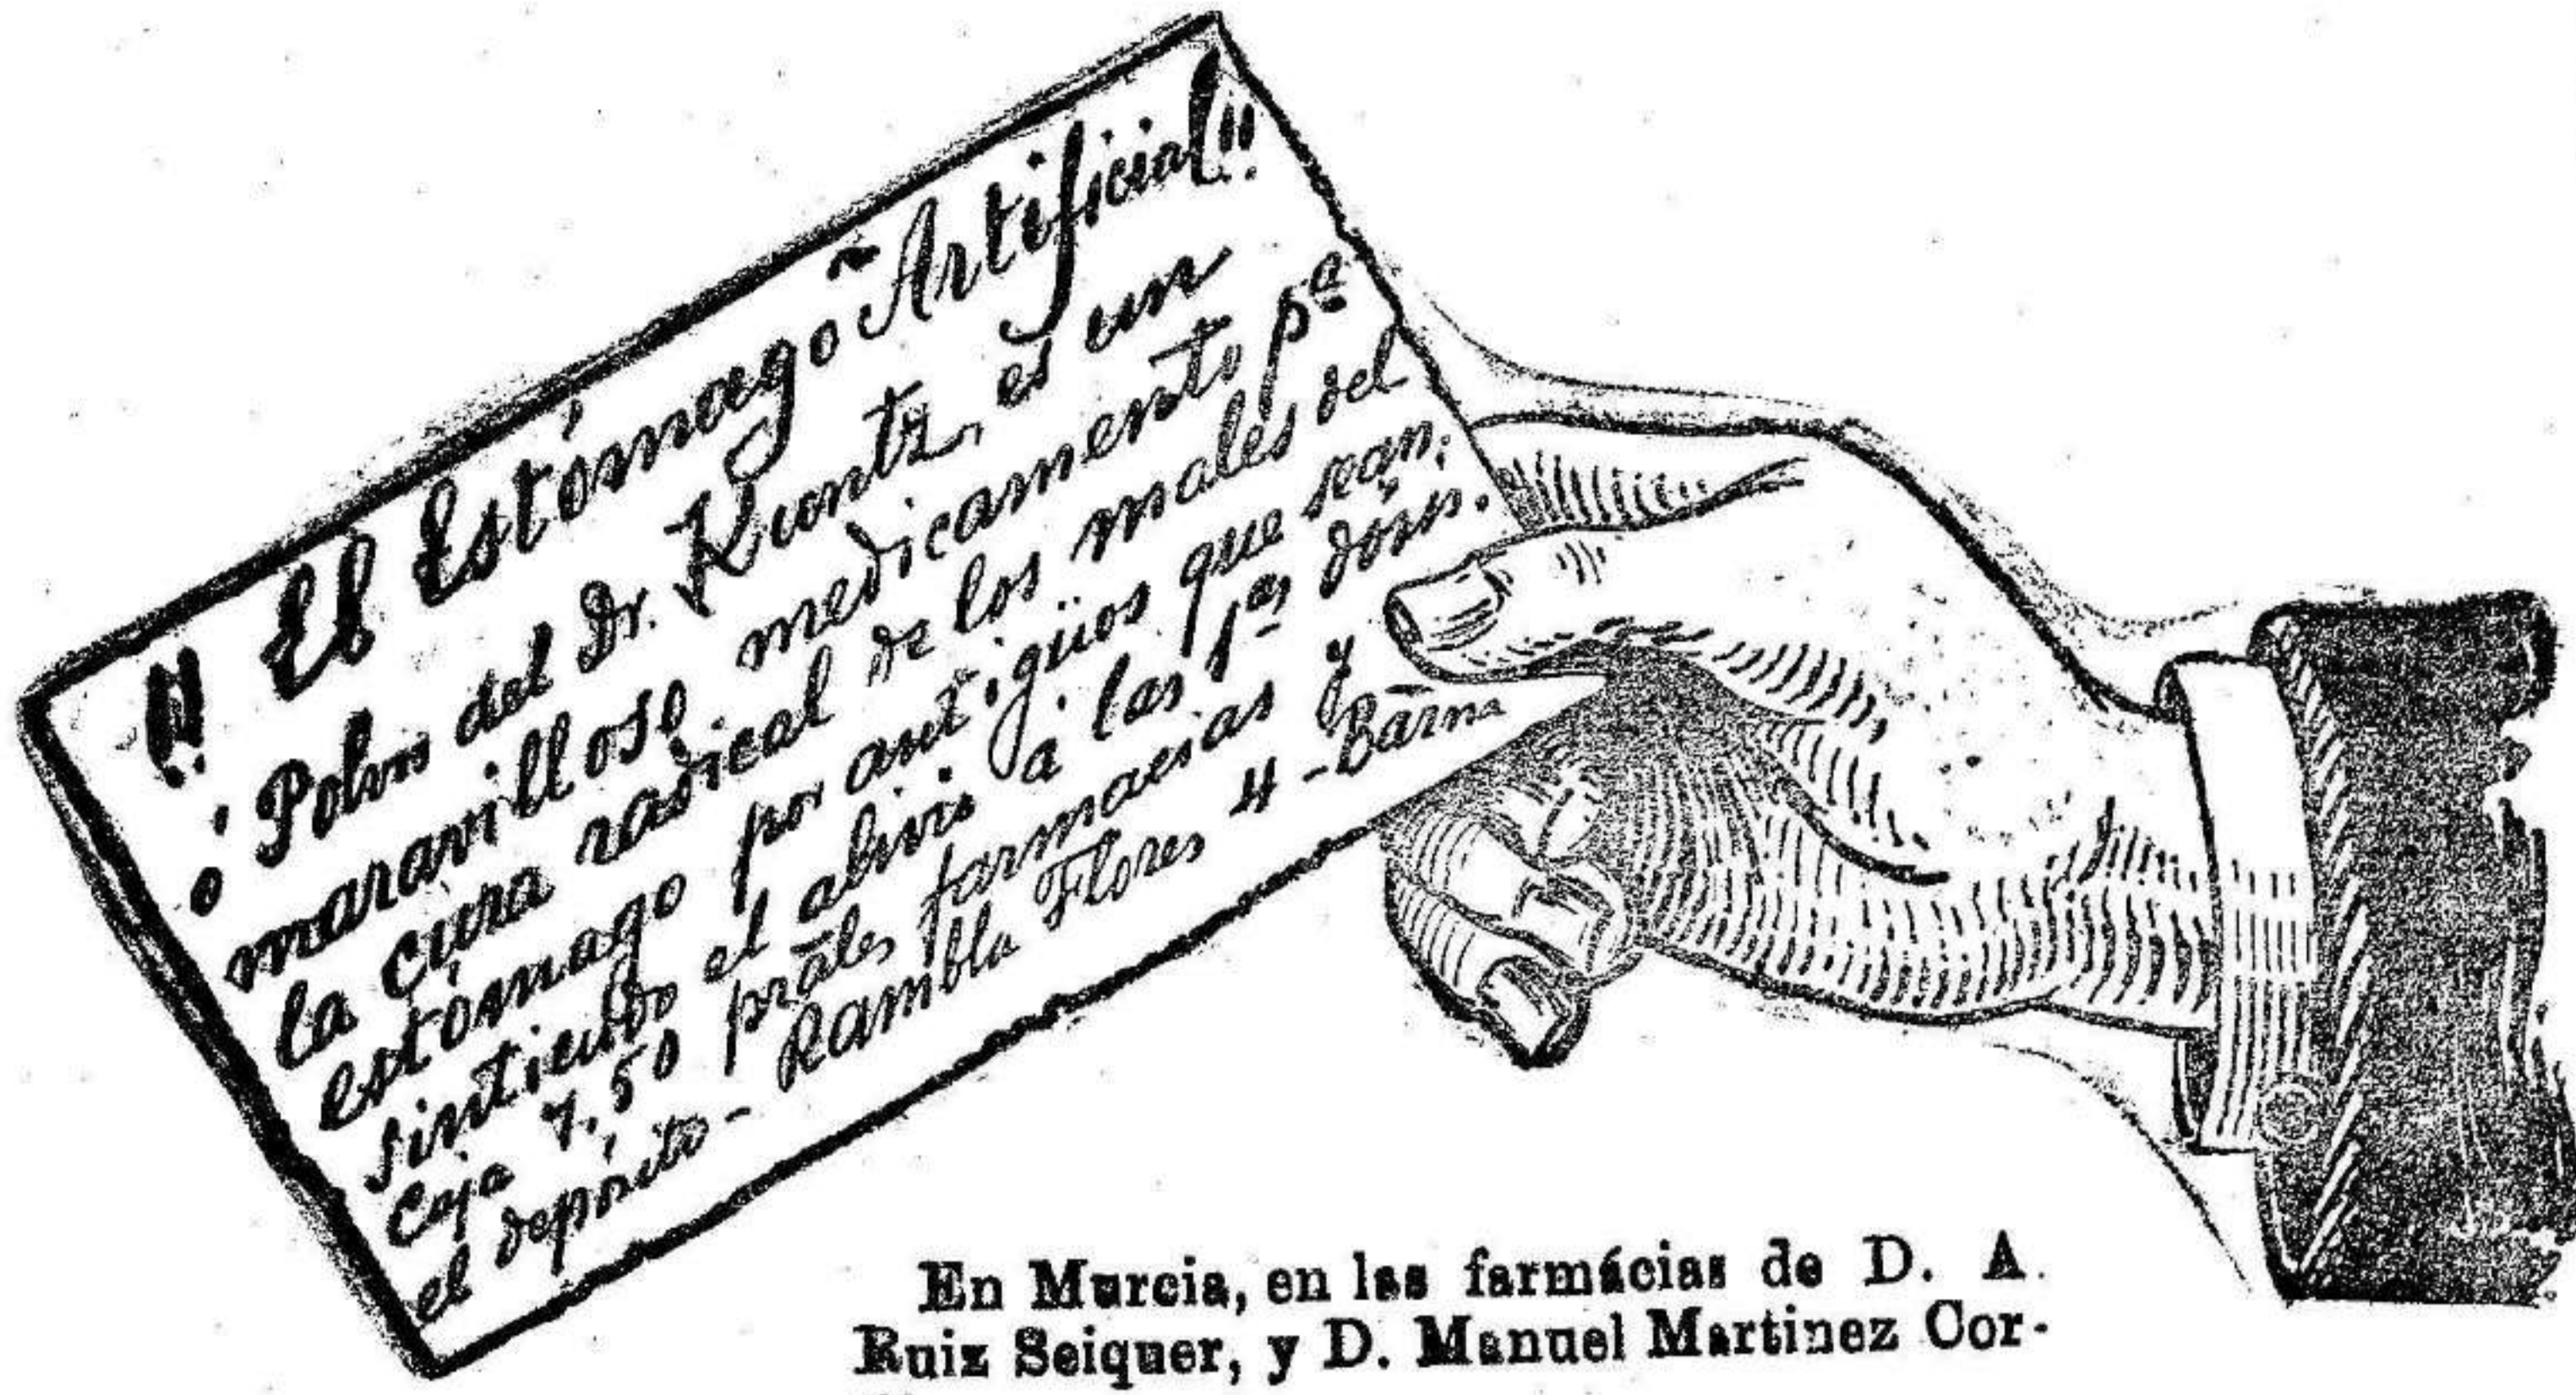 ¡¡El Estómago Artificial!!
ó Polvos del Dr. Kuntz, es un
maravilloso medicamento pª
la cura radical de los males del
estómago por antigüos que sean;
sintiendo el alivio á las 1as dósis.
Caja 7,50 prāles farmacias y
el depósito - Rambla Flores 4 - Barna
En Murcia, en las farmácias de D. A.
Ruiz Seiquer, y D. Manuel Martinez Cor-